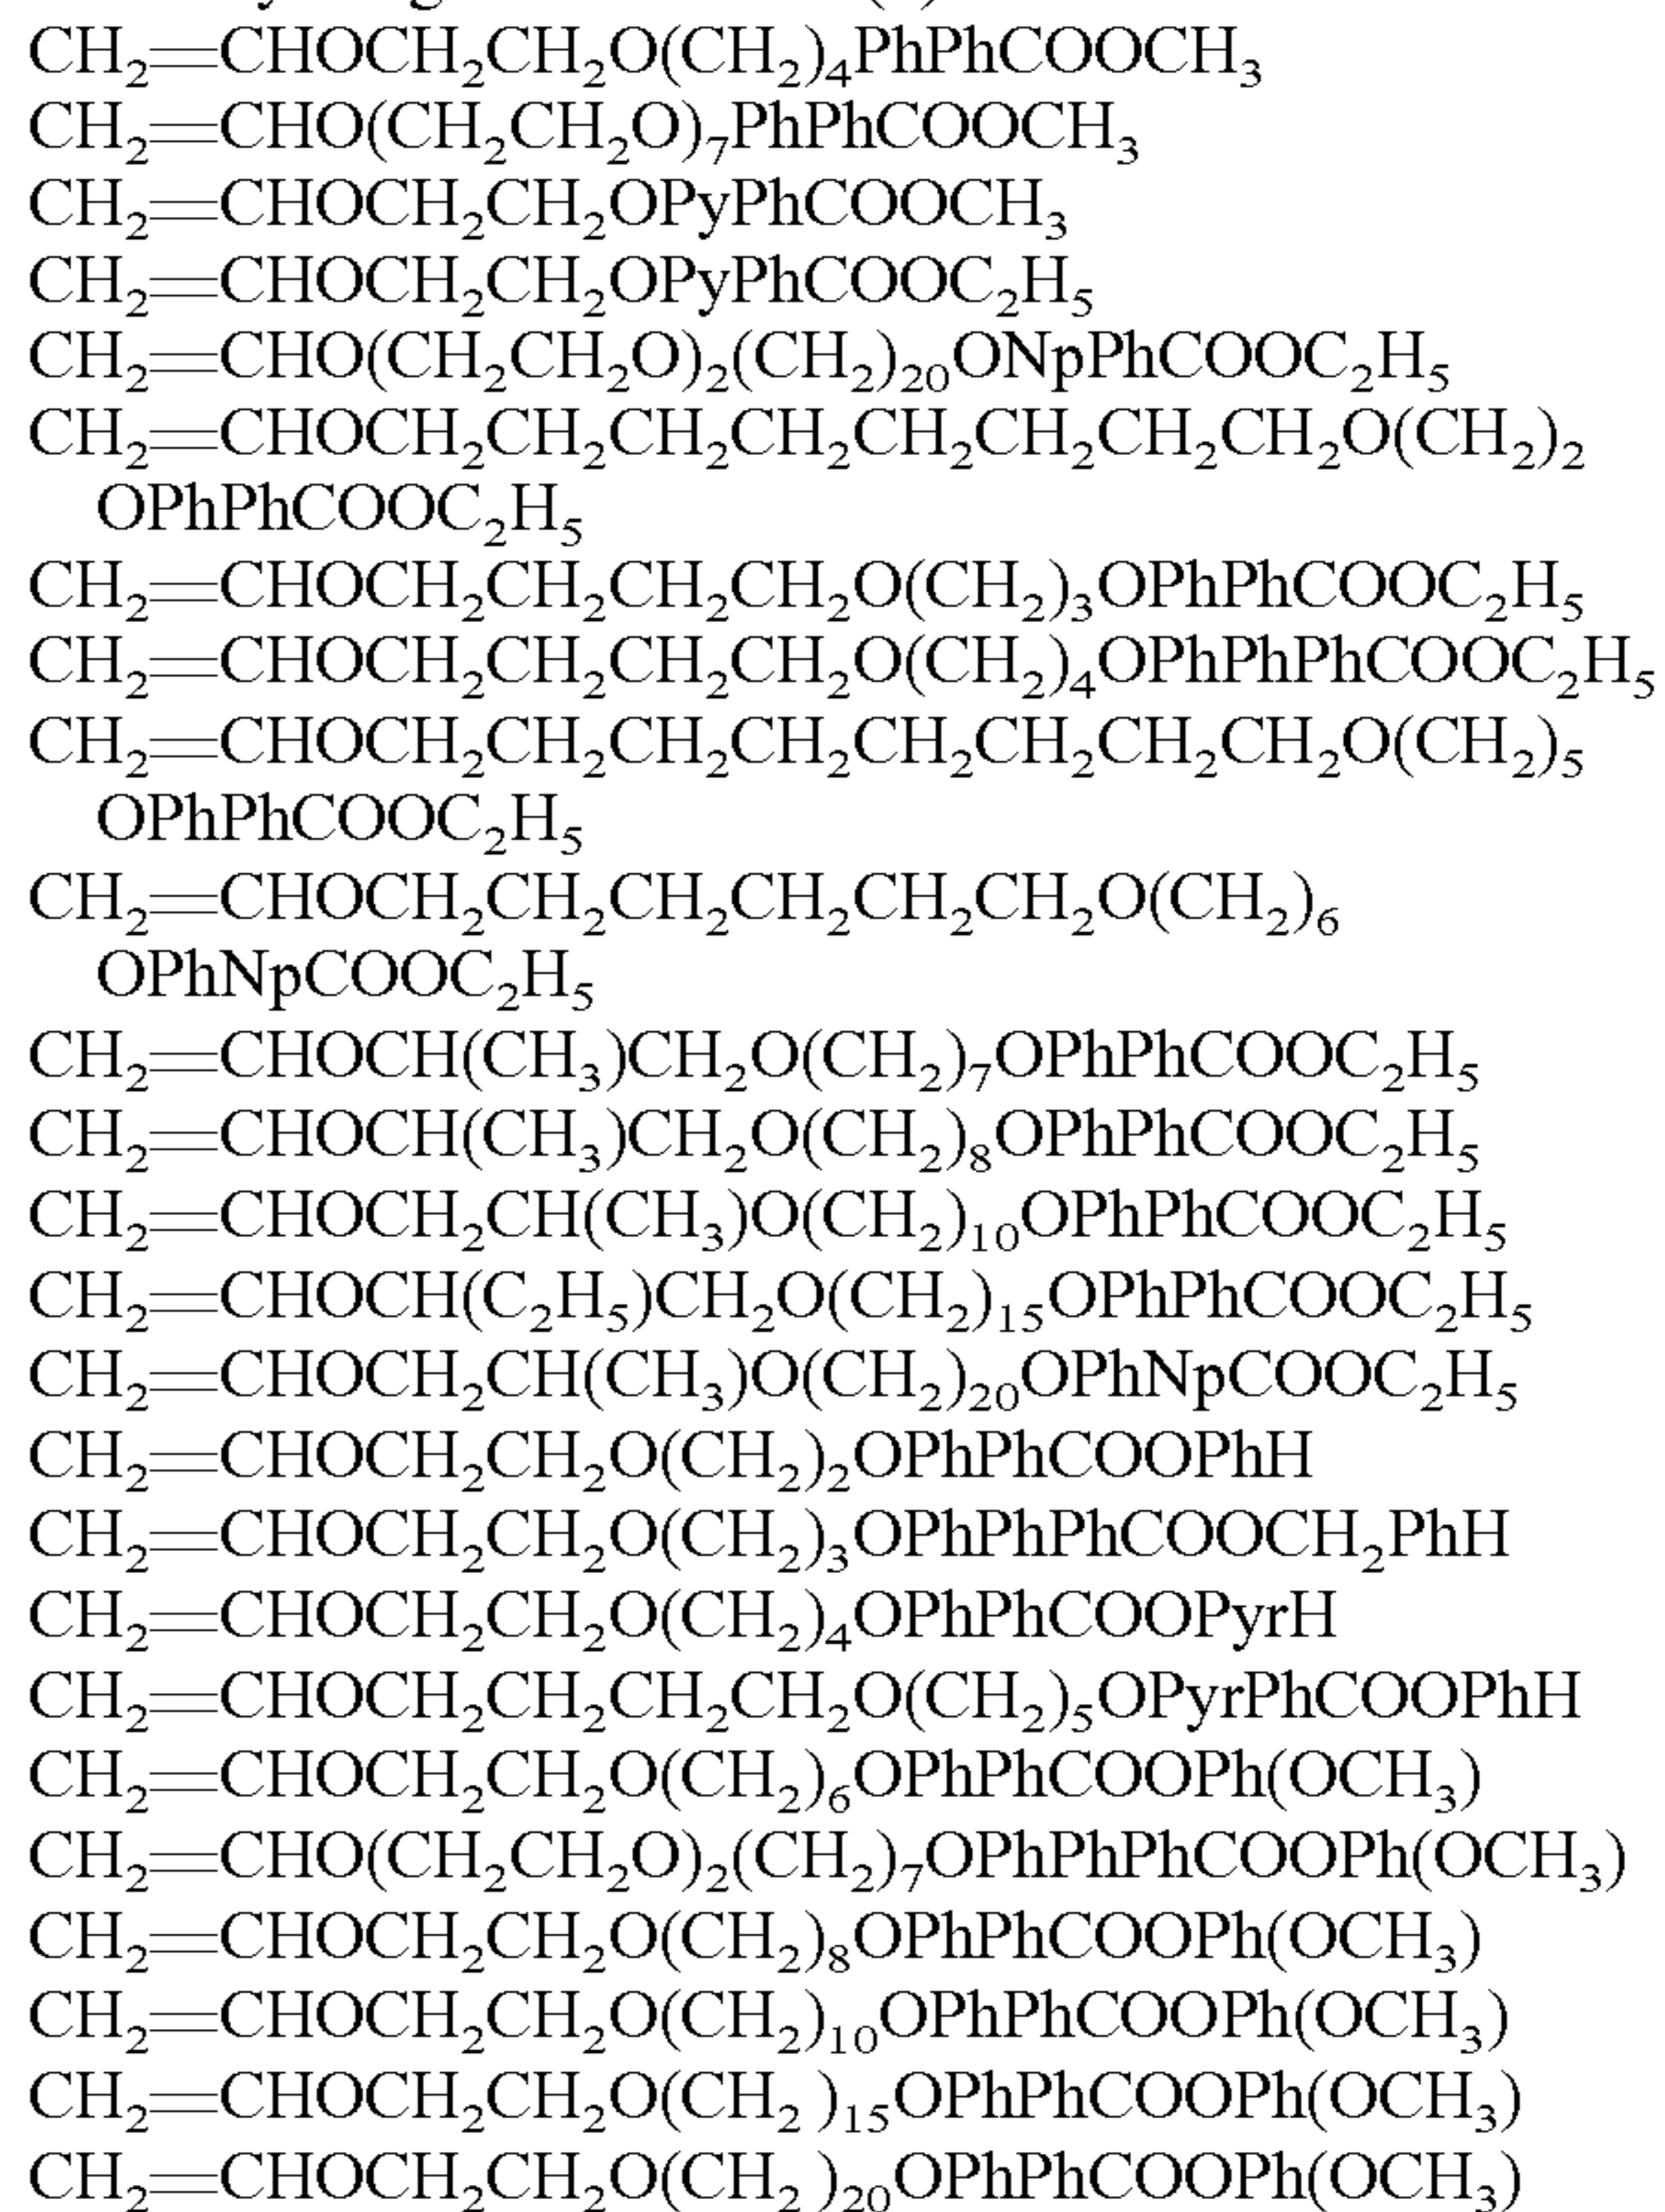 CH₂═CHOCH₂CH₂O(CH₂)₄PhPhCOOCH₃
CH₂═CHO(CH₂CH₂O)₇PhPhCOOCH₃
CH₂═CHOCH₂CH₂OPyPhCOOCH₃
CH₂═CHOCH₂CH₂OPyPhCOOC₂H₅
CH₂═CHO(CH₂CH₂O)₂(CH₂)₂₀ONpPhCOOC₂H₅
CH₂═CHOCH₂CH₂CH₂CH₂CH₂CH₂CH₂CH₂O(CH₂)₂
OPhPhCOOC₂H₅
CH₂═CHOCH₂CH₂CH₂CH₂O(CH₂)₃OPhPhCOOC₂H₅
CH₂═CHOCH₂CH₂CH₂CH₂O(CH₂)₄OPhPhPhCOOC₂H₅
CH₂═CHOCH₂CH₂CH₂CH₂CH₂CH₂CH₂CH₂O(CH₂)₅
OPhPhCOOC₂H₅
CH₂═CHOCH₂CH₂CH₂CH₂CH₂CH₂O(CH₂)₆
OPhNpCOOC₂H₅
CH₂═CHOCH(CH₃)CH₂O(CH₂)₇OPhPhCOOC₂H₅
CH₂═CHOCH(CH₃)CH₂O(CH₂)₈OPhPhCOOC₂H₅
CH₂═CHOCH₂CH(CH₃)O(CH₂)₁₀OPhPhCOOC₂H₅
CH₂═CHOCH(C₂H₅)CH₂O(CH₂)₁₅OPhPhCOOC₂H₅
CH₂═CHOCH₂CH(CH₃)O(CH₂)₂₀OPhNpCOOC₂H₅
CH₂═CHOCH₂CH₂O(CH₂)₂OPhPhCOOPhH
CH₂═CHOCH₂CH₂O(CH₂)₃OPhPhPhCOOCH₂PhH
CH₂═CHOCH₂CH₂O(CH₂)₄OPhPhCOOPyrH
CH₂═CHOCH₂CH₂CH₂CH₂O(CH₂)₅OPyrPhCOOPhH
CH₂═CHOCH₂CH₂O(CH₂)₆OPhPhCOOPh(OCH₃)
CH₂═CHO(CH₂CH₂O)₂(CH₂)₇OPhPhPhCOOPh(OCH₃)
CH₂═CHOCH₂CH₂O(CH₂)₈OPhPhCOOPh(OCH₃)
CH₂═CHOCH₂CH₂O(CH₂)₁₀OPhPhCOOPh(OCH₃)
CH₂═CHOCH₂CH₂O(CH₂ )₁₅OPhPhCOOPh(OCH₃)
CH₂═CHOCH₂CH₂O(CH₂ )₂₀OPhPhCOOPh(OCH₃)